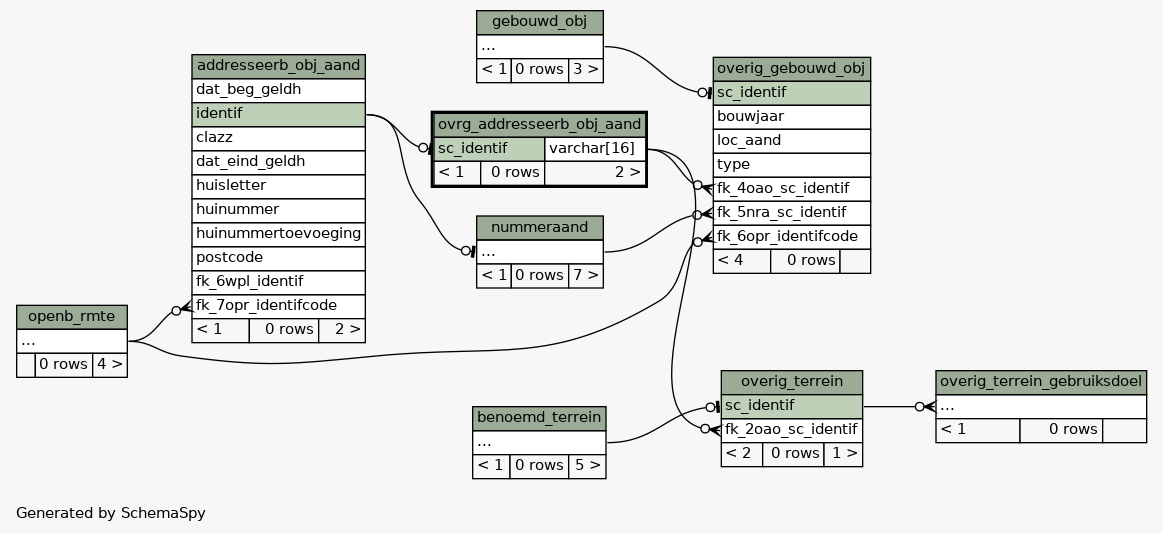 gebouwd_obj
...
< 1 0 rows 3 >
addresseerb_obj_aand
dat_beg_geldh
identif
clazz
dat_eind_geldh
huisletter
huinummer
huinummertoevoeging
postcode
fk_6wpl_identif
fk_7opr_identifcode
< 1 0 rows 2 >
overig_gebouwd_obj
sc_identif
bouwjaar
loc_aand
type
fk_4oao_sc_identif
fk_5nra_sc_identif
fk_6opr_identifcode
< 4 0 rows
ovrg_addresseerb_obj_aand
sc_identif varchar[16]
< 1 0 rows 2 >
nummeraand
...
< 1 0 rows 7 >
openb_rmte
...
0 rows 4 >
overig_terrein
sc_identif
fk_2oao_sc_identif
< 2 0 rows 1 >
overig_terrein_gebruiksdoel
...
< 1 0 rows
benoemd_terrein
...
< 1 0 rows 5 >
Generated by SchemaSpy